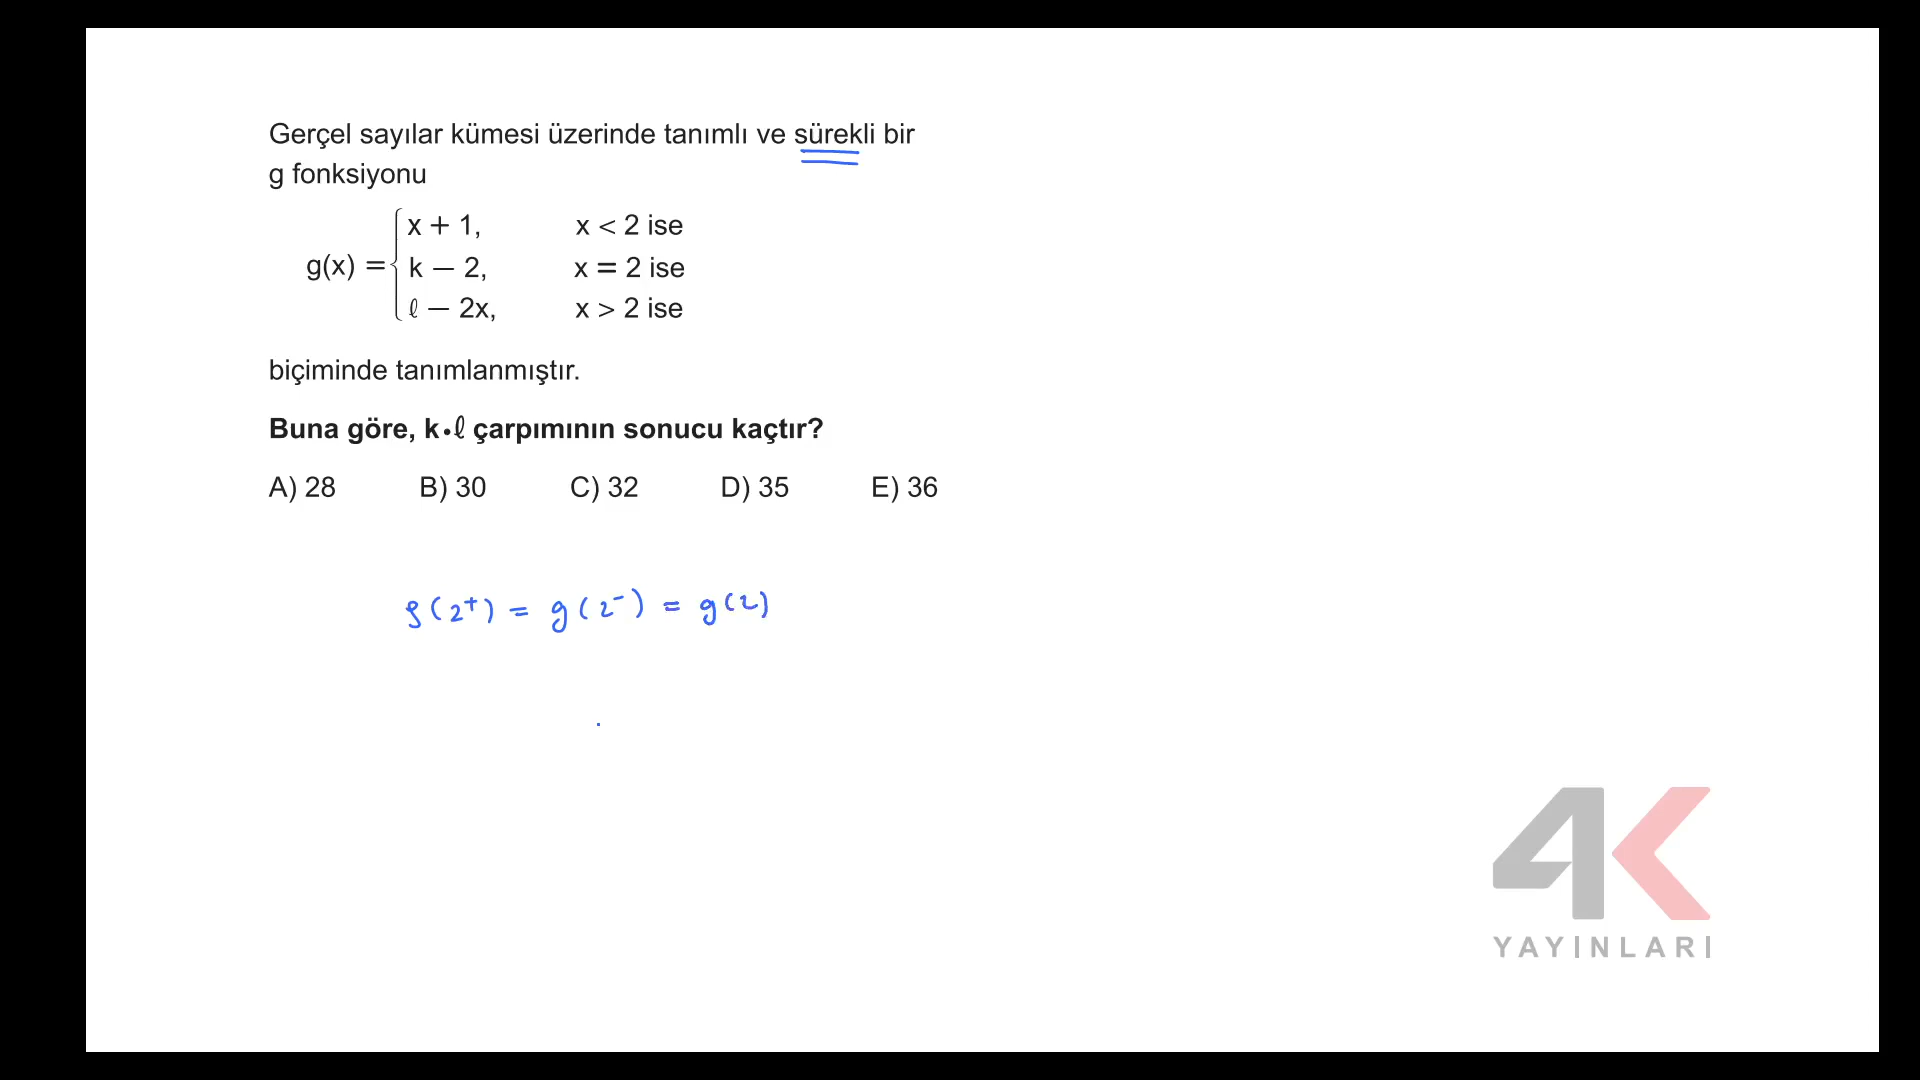 Gerçel sayılar kümesi üzerinde tanımlı ve sürekli bir
g fonksiyonu
x + 1, x < 2 ise
g(x) = k − 2, x = 2 ise
ℓ − 2x, x > 2 ise
biçiminde tanımlanmıştır.
Buna göre, k•ℓ çarpımının sonucu kaçtır?
A) 28 B) 30 C) 32 D) 35 E) 36
g(2⁺) = g(2⁻) = g(2)
4K
YAYINLARI